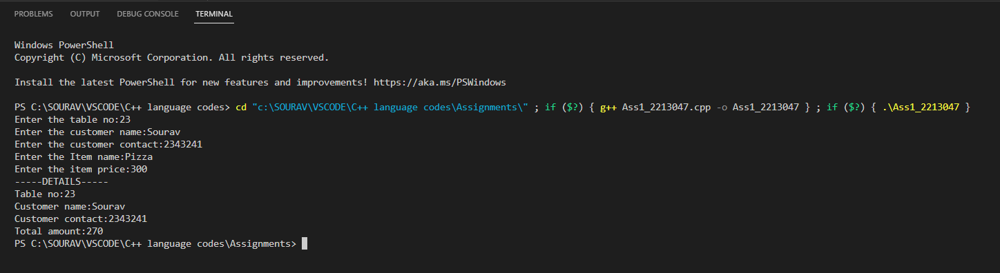 PROBLEMS OUTPUT DEBUG CONSOLE TERMINAL
Windows PowerShell
Copyright (C) Microsoft Corporation. All rights reserved.
Install the latest PowerShell for new features and improvements! https://aka.ms/PSWindows
PS C:\SOURAV\VSCODE\C++ language codes> cd "c:\SOURAV\VSCODE\C++ language codes\Assignments\" ; if ($?) { g++ Ass1_2213047.cpp -o Ass1_2213047 } ; if ($?) { .\Ass1_2213047 }
Enter the table no:23
Enter the customer name:Sourav
Enter the customer contact:2343241
Enter the Item name:Pizza
Enter the item price:300
-----DETAILS-----
Table no:23
Customer name:Sourav
Customer contact:2343241
Total amount:270
PS C:\SOURAV\VSCODE\C++ language codes\Assignments>